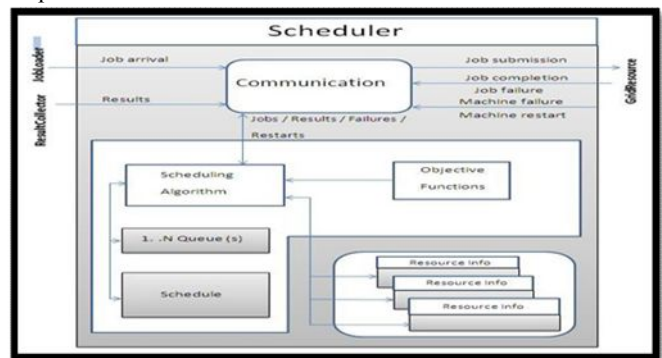 Scheduler
JobLoader
Job arrival
Communication
Job submission
Job completion
Job failure
Machine failure
Machine restart
GridResource
ResultCollector
Results
Jobs / Results / Failures /
Restarts
Scheduling
Algorithm
Objective
Functions
1. .N Queue (s)
Schedule
Resource Info
Resource Info
Resource Info